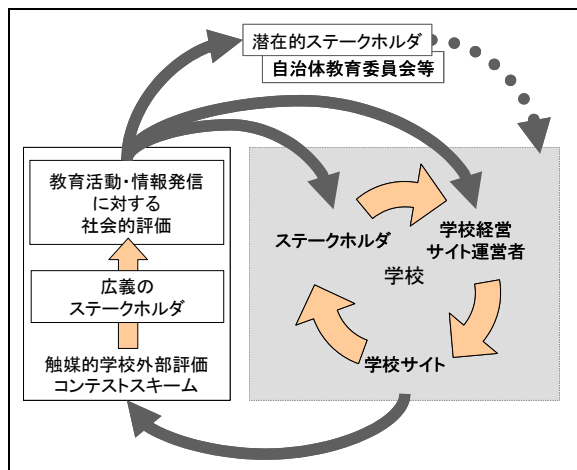 潜在的ステークホルダ
自治体教育委員会等
教育活動・情報発信
に対する
社会的評価
広義の
ステークホルダ
触媒的学校外部評価
コンテストスキーム
ステークホルダ
学校経営
サイト運営者
学校
学校サイト